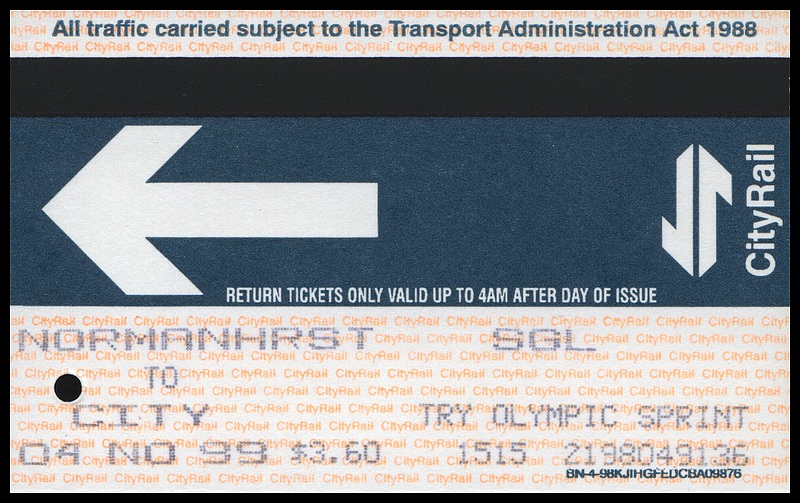 All traffic carried subject to the Transport Administration Act 1988
CityRail
RETURN TICKETS ONLY VALID UP TO 4AM AFTER DAY OF ISSUE
NORMANHRST SGL
TO
CITY TRY OLYMPIC SPRINT
04 NO 99 $3.60 1515 2198049136
BN-4-98KJIHGFEDCBA09876